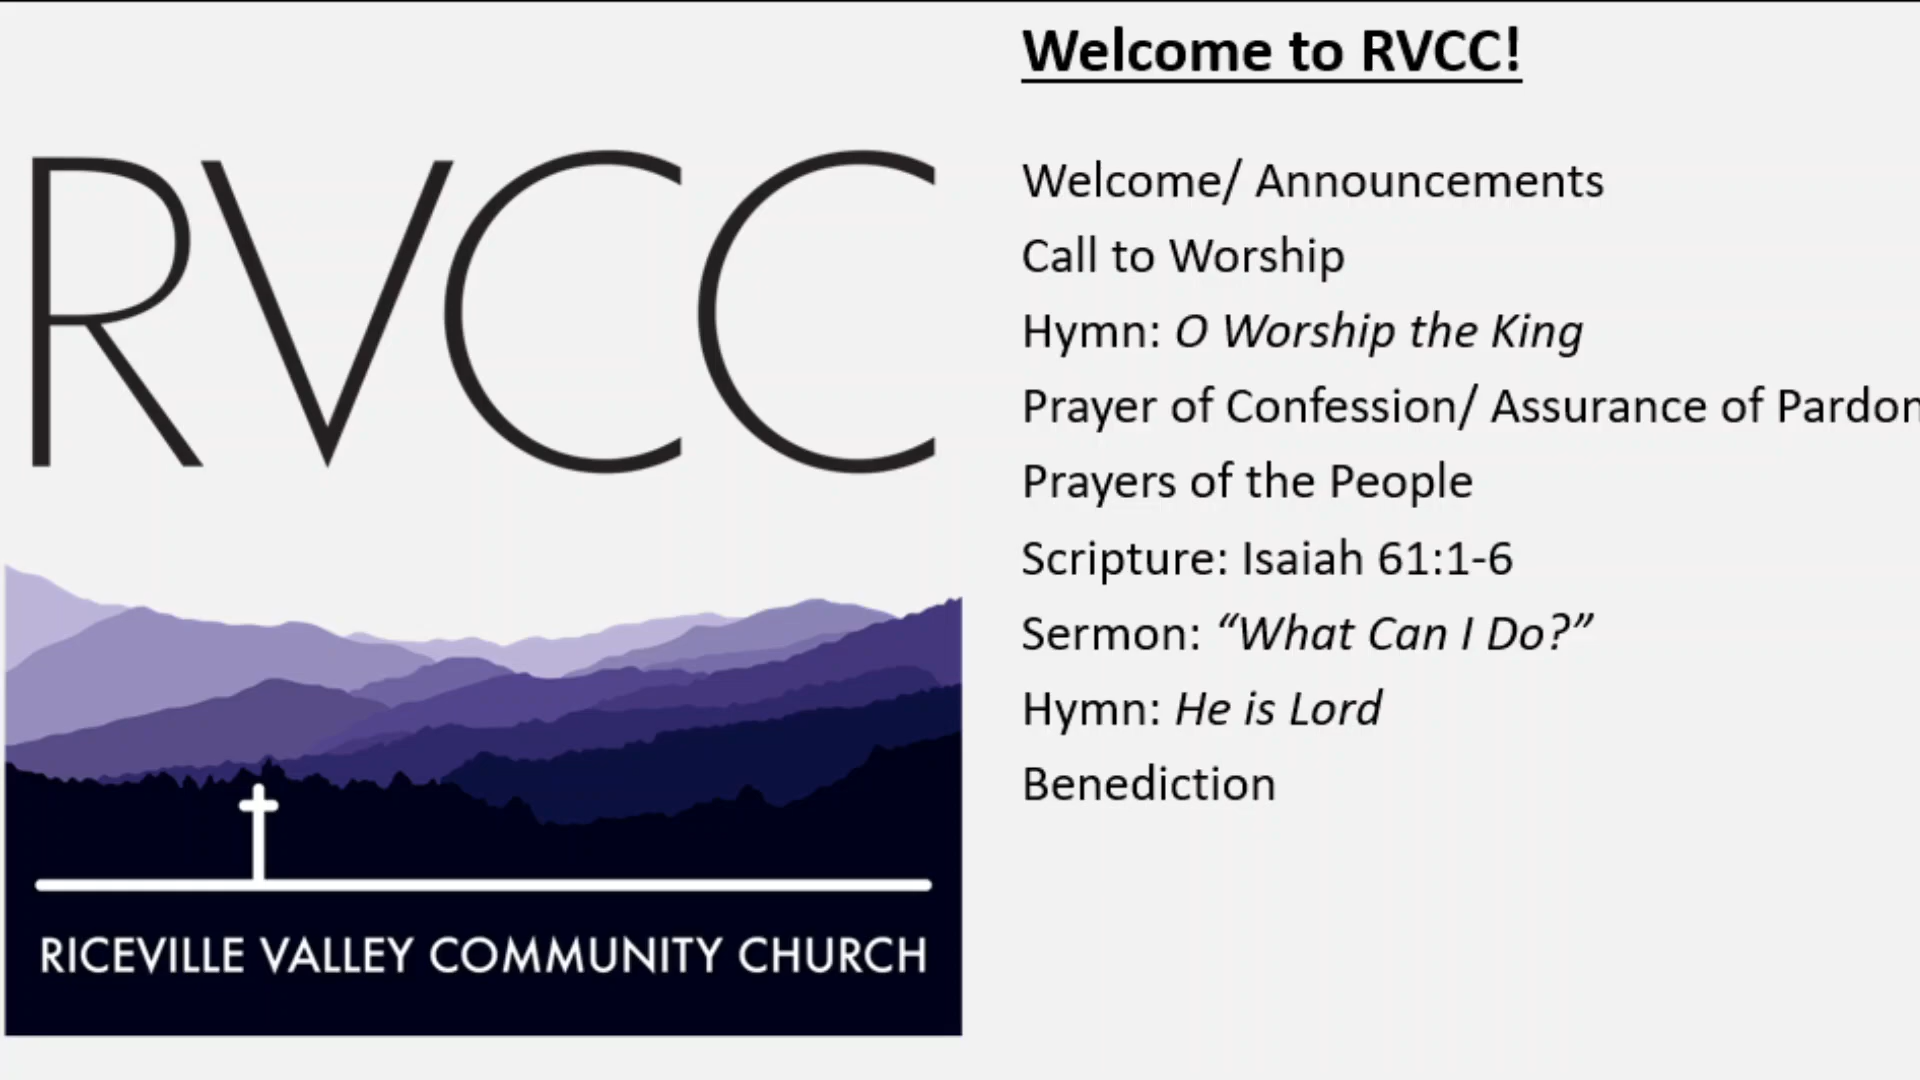 RVCC
RICEVILLE VALLEY COMMUNITY CHURCH
Welcome to RVCC!
Welcome/ Announcements
Call to Worship
Hymn: O Worship the King
Prayer of Confession/ Assurance of Pardon
Prayers of the People
Scripture: Isaiah 61:1-6
Sermon: “What Can I Do?”
Hymn: He is Lord
Benediction